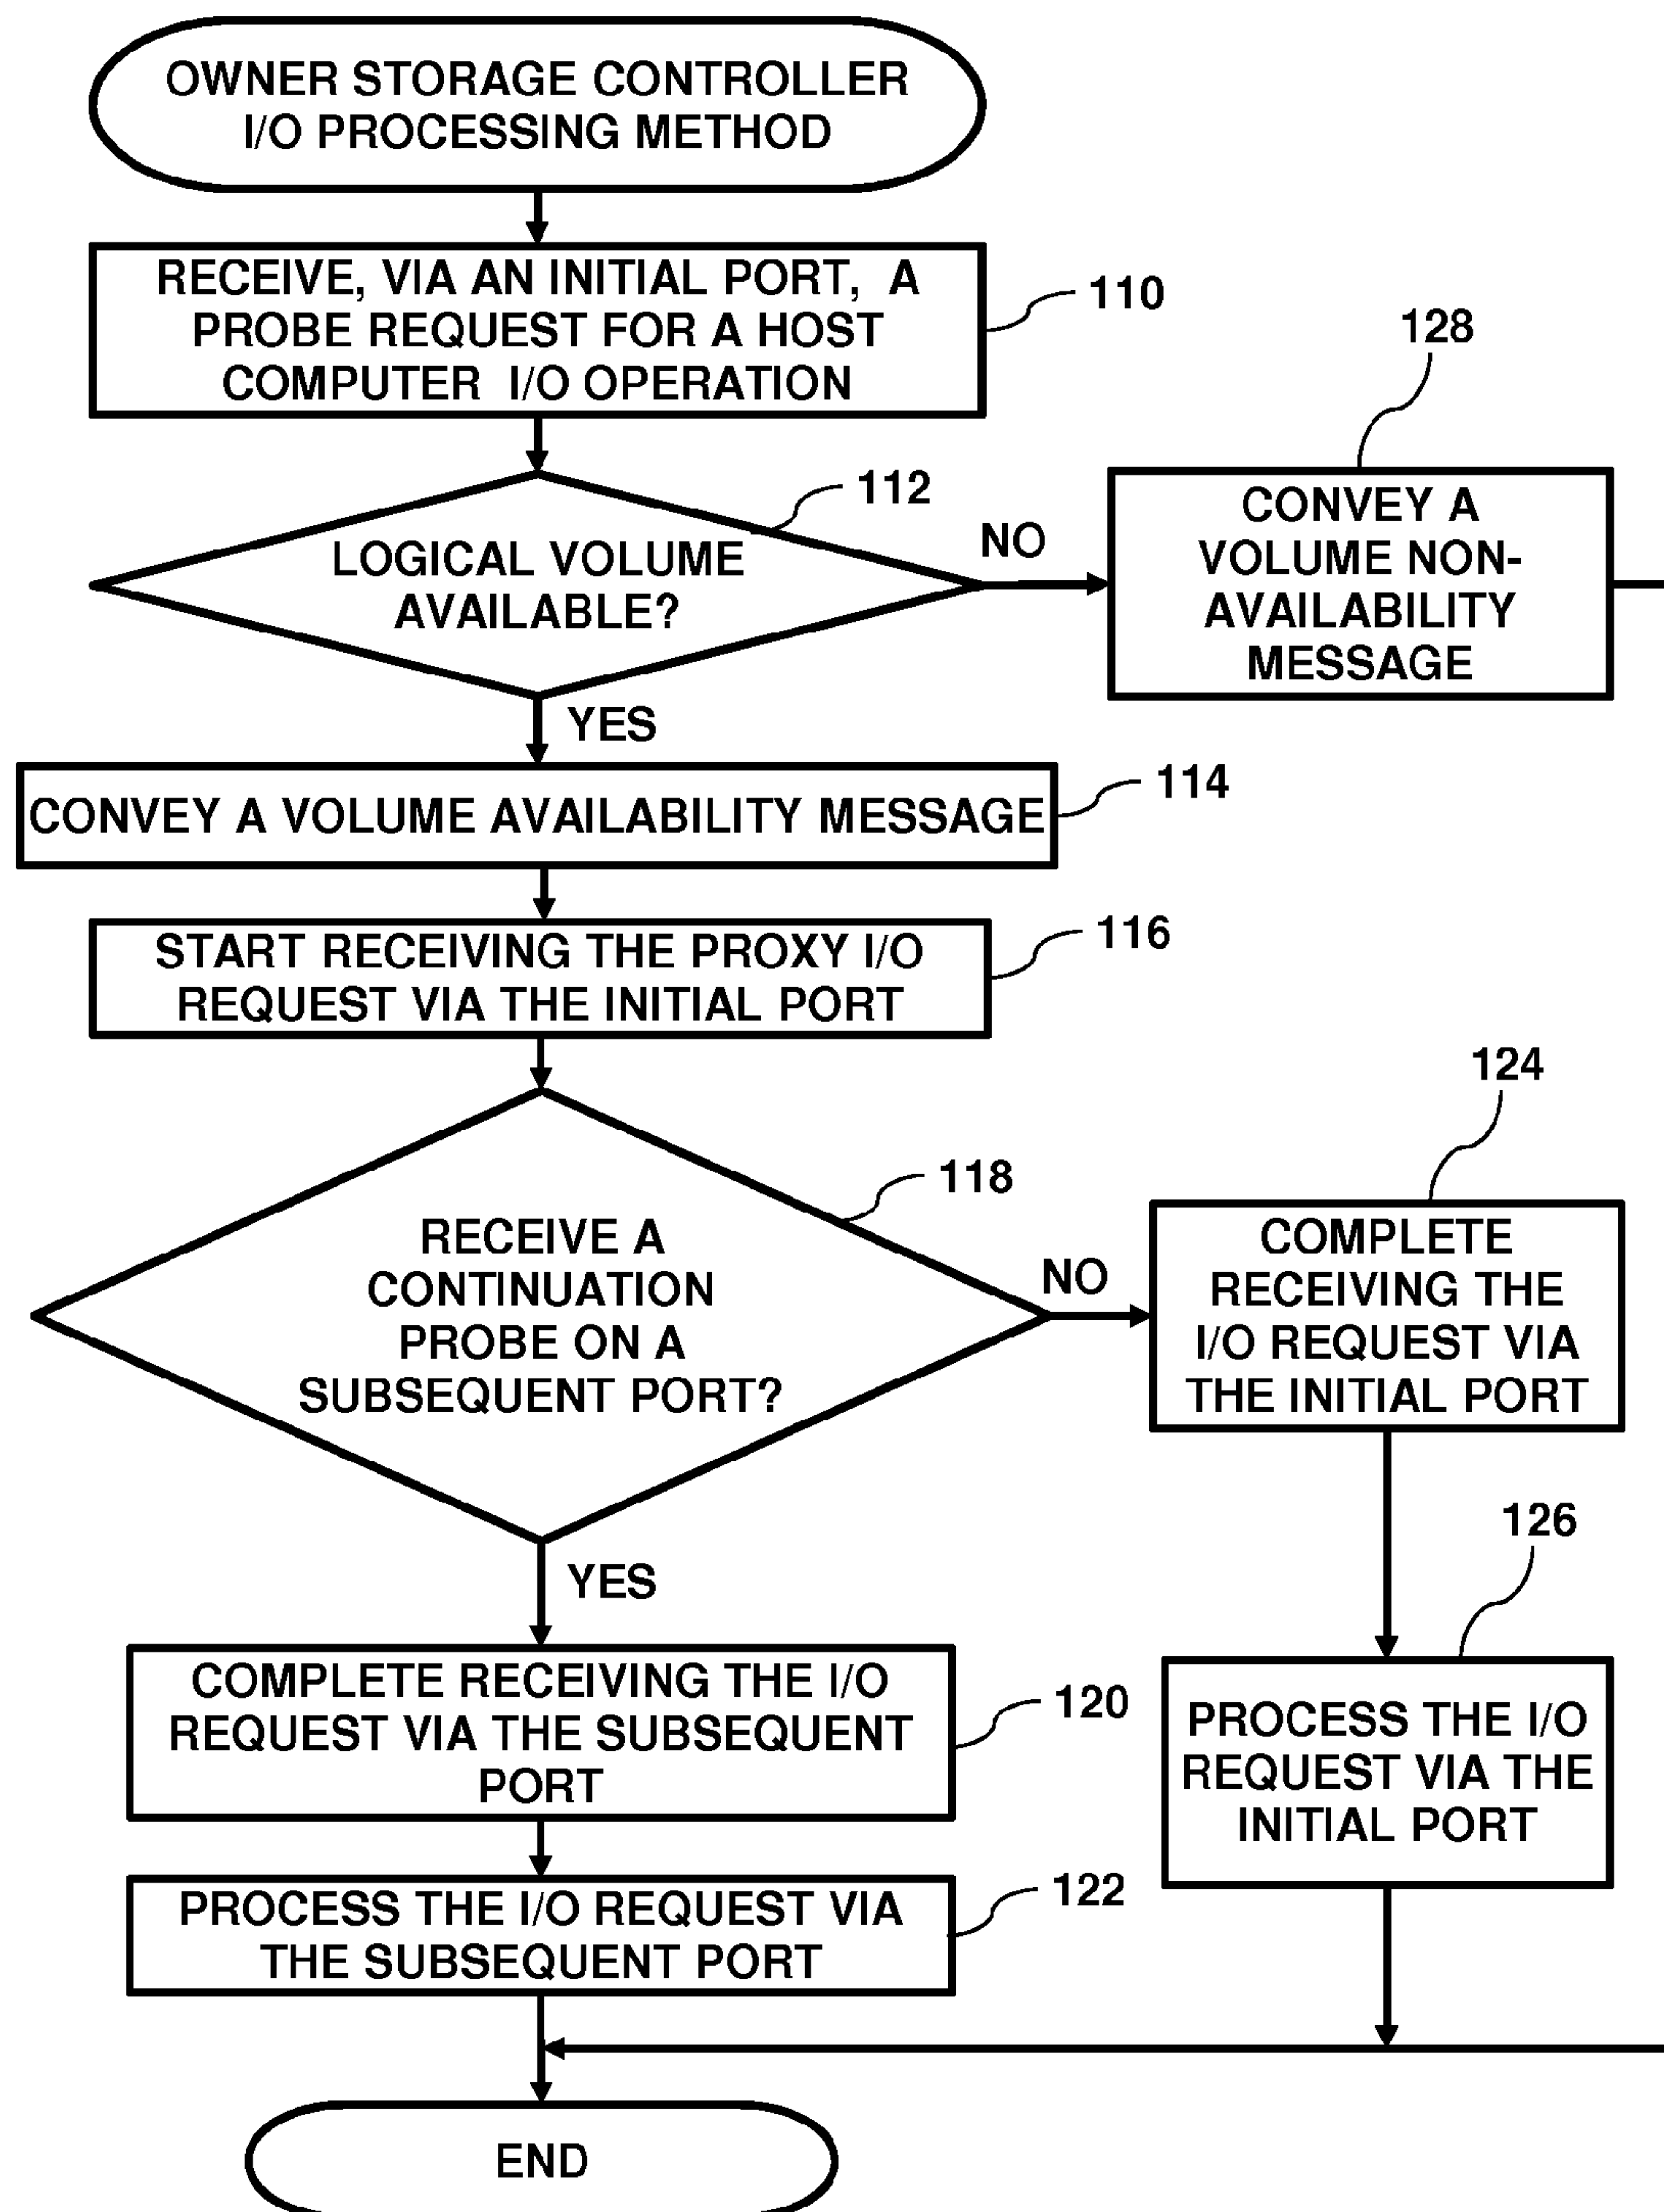 OWNER STORAGE CONTROLLER
I/O PROCESSING METHOD
RECEIVE, VIA AN INITIAL PORT, A
PROBE REQUEST FOR A HOST
COMPUTER I/O OPERATION
110
LOGICAL VOLUME
AVAILABLE?
112
NO
128
CONVEY A
VOLUME NON-
AVAILABILITY
MESSAGE
YES
CONVEY A VOLUME AVAILABILITY MESSAGE
114
START RECEIVING THE PROXY I/O
REQUEST VIA THE INITIAL PORT
116
RECEIVE A
CONTINUATION
PROBE ON A
SUBSEQUENT PORT?
118
NO
124
COMPLETE
RECEIVING THE
I/O REQUEST VIA
THE INITIAL PORT
YES
COMPLETE RECEIVING THE I/O
REQUEST VIA THE SUBSEQUENT
PORT
120
126
PROCESS THE I/O
REQUEST VIA THE
INITIAL PORT
PROCESS THE I/O REQUEST VIA
THE SUBSEQUENT PORT
122
END